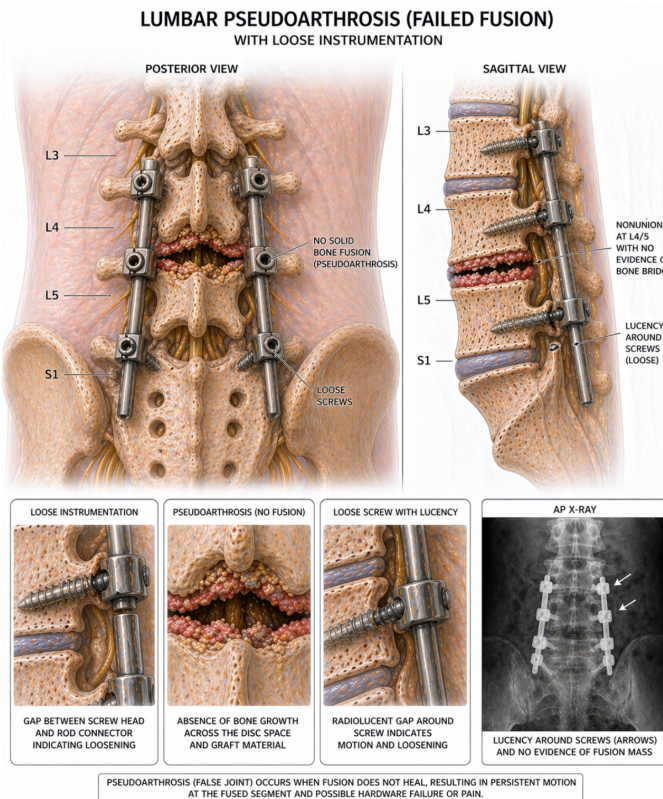 LUMBAR PSEUDOARTHROSIS (FAILED FUSION)
WITH LOOSE INSTRUMENTATION
POSTERIOR VIEW
L3
L4
L5
S1
NO SOLID
BONE FUSION
(PSEUDOARTHROSIS)
LOOSE
SCREWS
SAGITTAL VIEW
L3
L4
L5
S1
NONUNION
AT L4/5
WITH NO
EVIDENCE
BONE
LUCENCY
AROUND
SCREWS
(LOOSE)
LOOSE INSTRUMENTATION
GAP BETWEEN SCREW HEAD
AND ROD CONNECTOR
INDICATING LOOSENING
PSEUDOARTHROSIS (NO FUSION)
ABSENCE OF BONE GROWTH
ACROSS THE DISC SPACE
AND GRAFT MATERIAL
LOOSE SCREW WITH LUCENCY
RADIOLUCENT GAP AROUND
SCREW INDICATES
MOTION AND LOOSENING
AP X-RAY
LUCENCY AROUND SCREWS (ARROWS)
AND NO EVIDENCE OF FUSION MASS
PSEUDOARTHROSIS (FALSE JOINT) OCCURS WHEN FUSION DOES NOT HEAL, RESULTING IN PERSISTENT MOTION
AT THE FUSED SEGMENT AND POSSIBLE HARDWARE FAILURE OR PAIN.